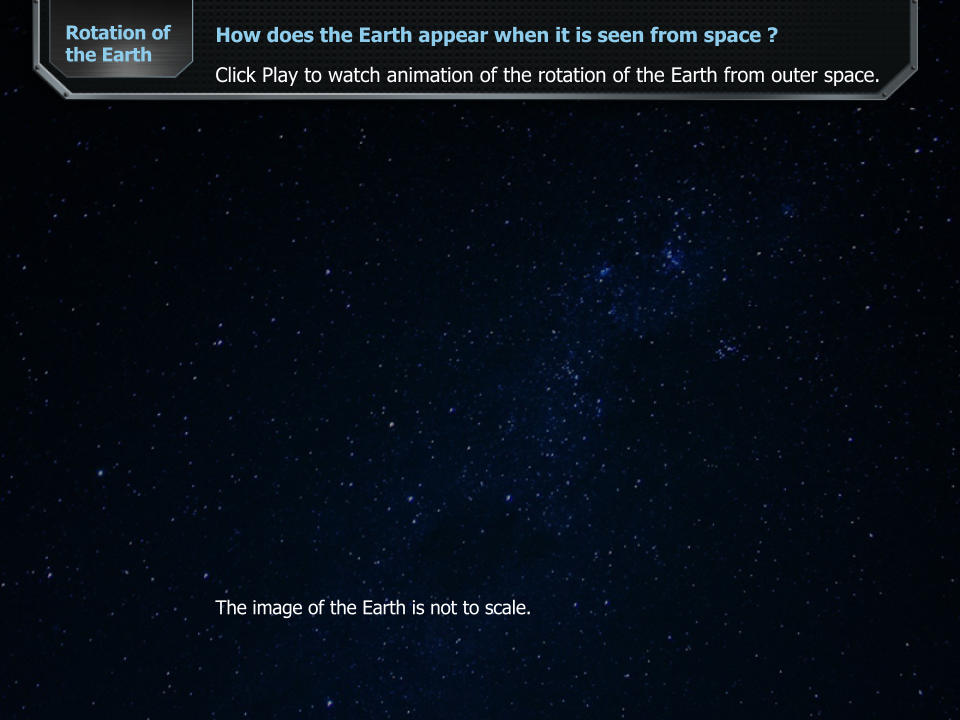 Rotation of
the Earth
How does the Earth appear when it is seen from space ?
Click Play to watch animation of the rotation of the Earth from outer space.
The image of the Earth is not to scale.